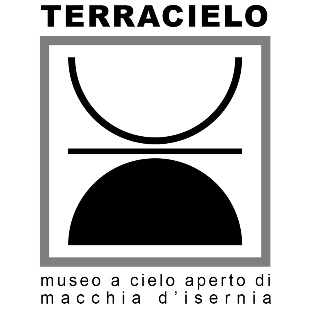 TERRACIELO
museo a cielo aperto di
macchia d'isernia